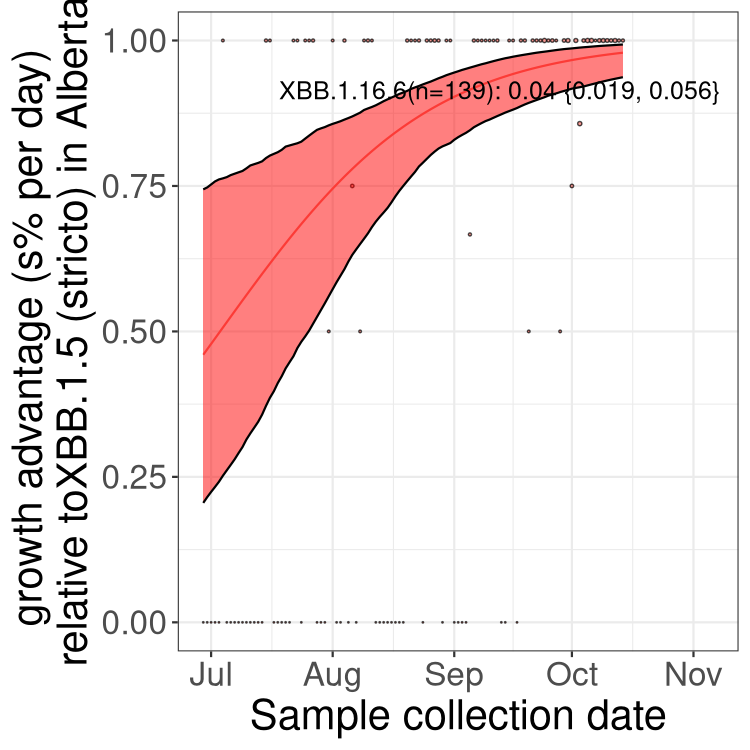 growth advantage (s% per day)
relative toXBB.1.5 (stricto) in Alberta
1.00
0.75
0.50
0.25
0.00
XBB.1.16.6(n=139): 0.04 {0.019, 0.056}
Jul Aug Sep Oct Nov
Sample collection date